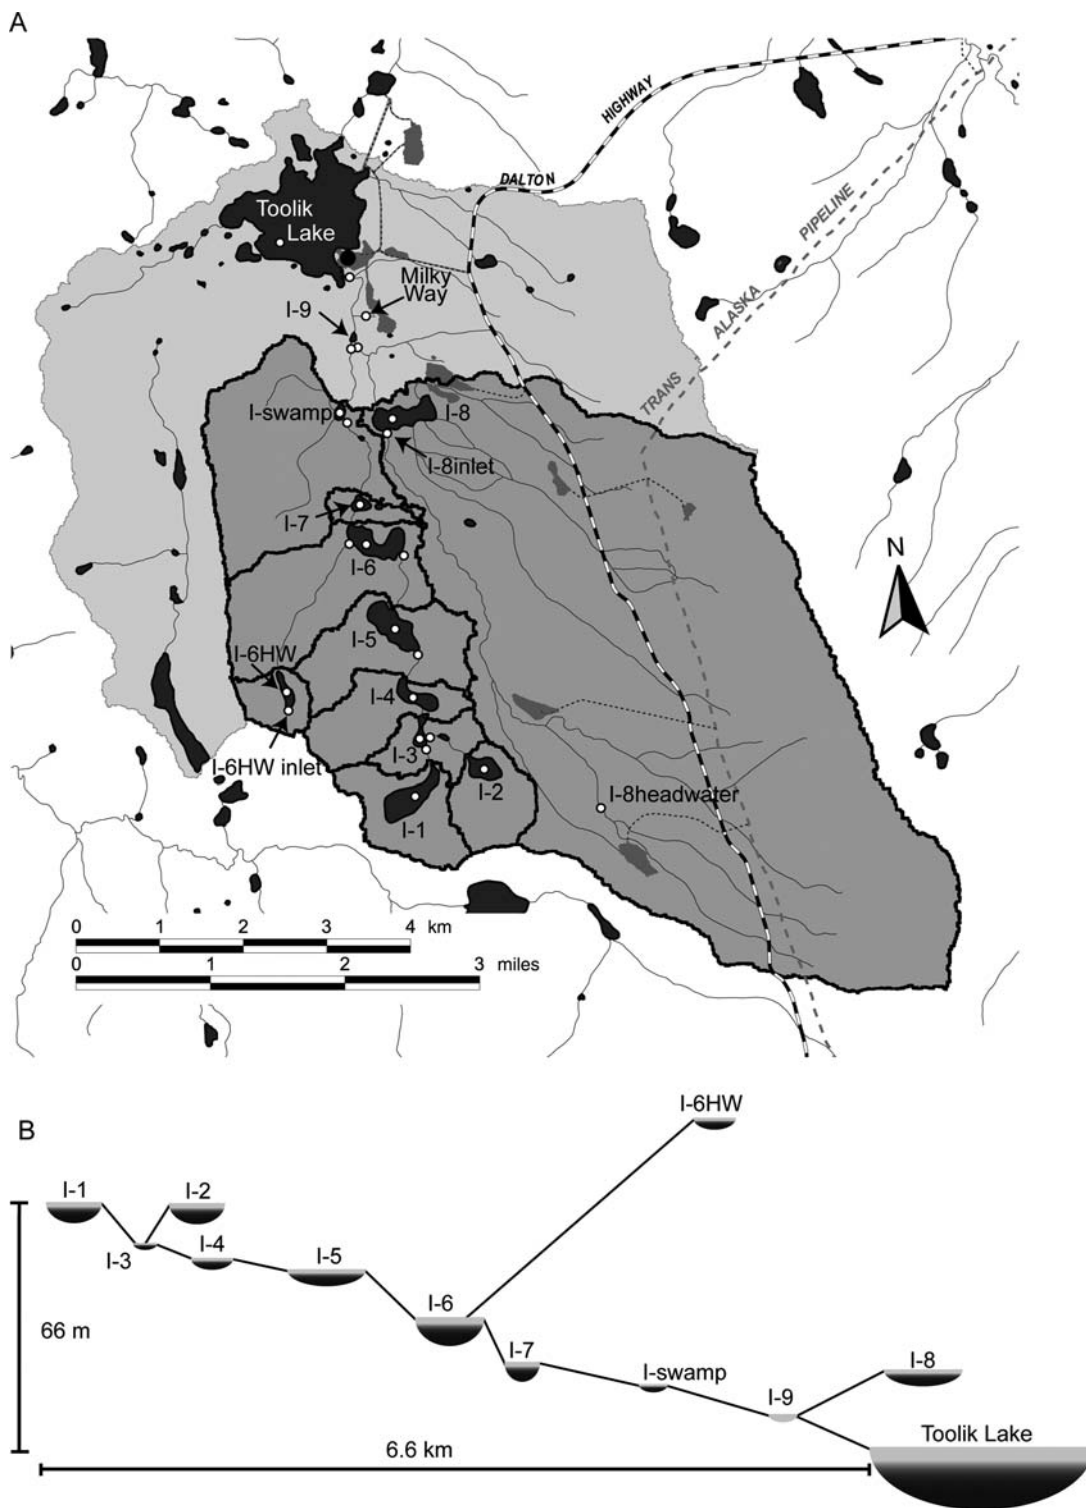 A
HIGHWAY
DALTON
Toolik
Lake
PIPELINE
Milky
Way
I-9
ALASKA
TRANS
I-swamp
I-8
I-8inlet
I-7
N
I-6
I-5
I-6HW
I-4
I-3
I-6HW inlet
I-2
I-8headwater
I-1
0 1 2 3 4 km
0 1 2 3 miles
B
I-6HW
I-1
I-2
I-3
I-4
I-5
I-6
66 m
I-7
I-swamp
I-8
I-9
Toolik Lake
6.6 km